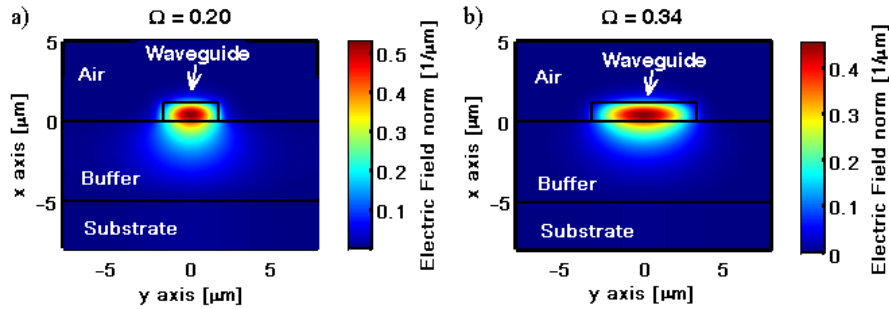 a)
Ω = 0.20
5
0
−5
x axis [μm]
Air
Waveguide
Buffer
Substrate
−5
0
5
y axis [μm]
0.5
0.4
0.3
0.2
0.1
Electric Field norm [1/μm]
b)
Ω = 0.34
5
0
−5
x axis [μm]
Air
Waveguide
Buffer
Substrate
−5
0
5
y axis [μm]
0.4
0.3
0.2
0.1
0
Electric Field norm [1/μm]